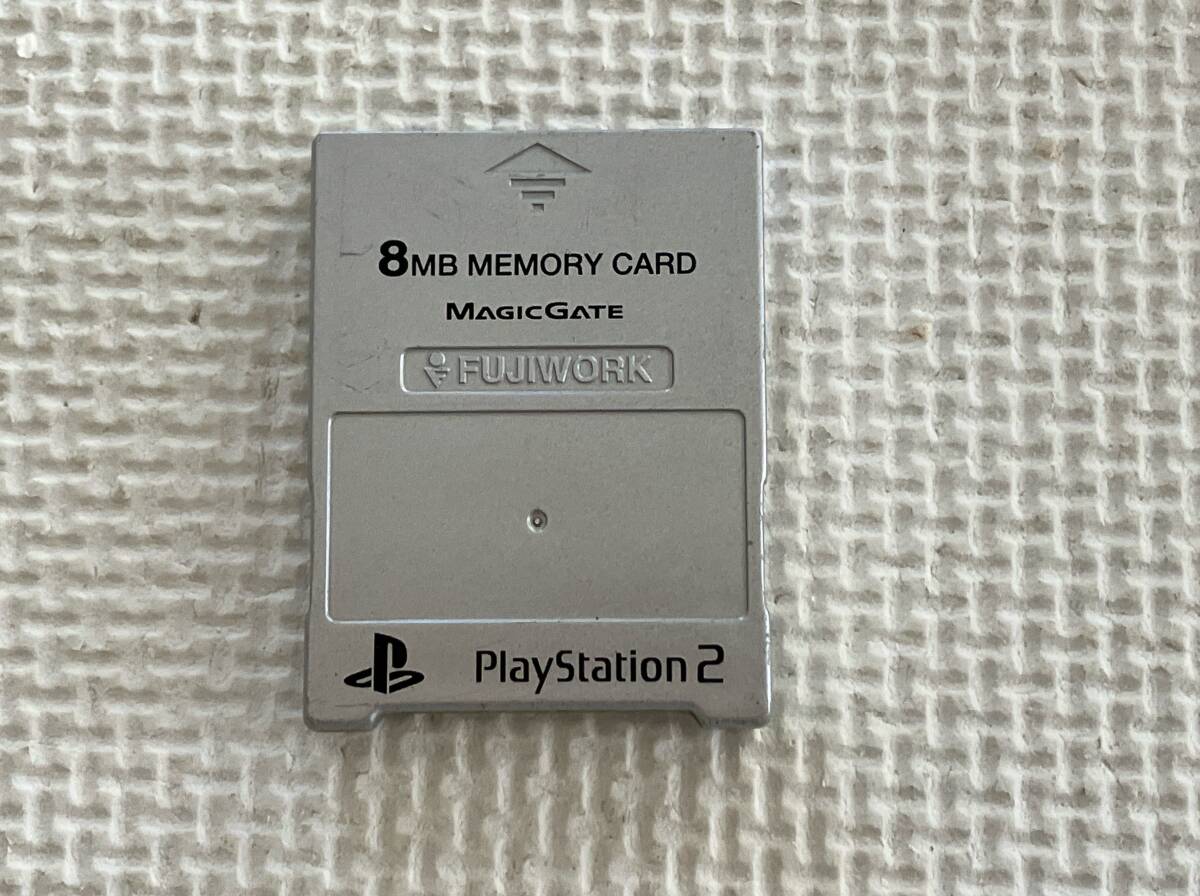 8MB MEMORY CARD
MAGICGATE
FUJIWORK
PlayStation 2